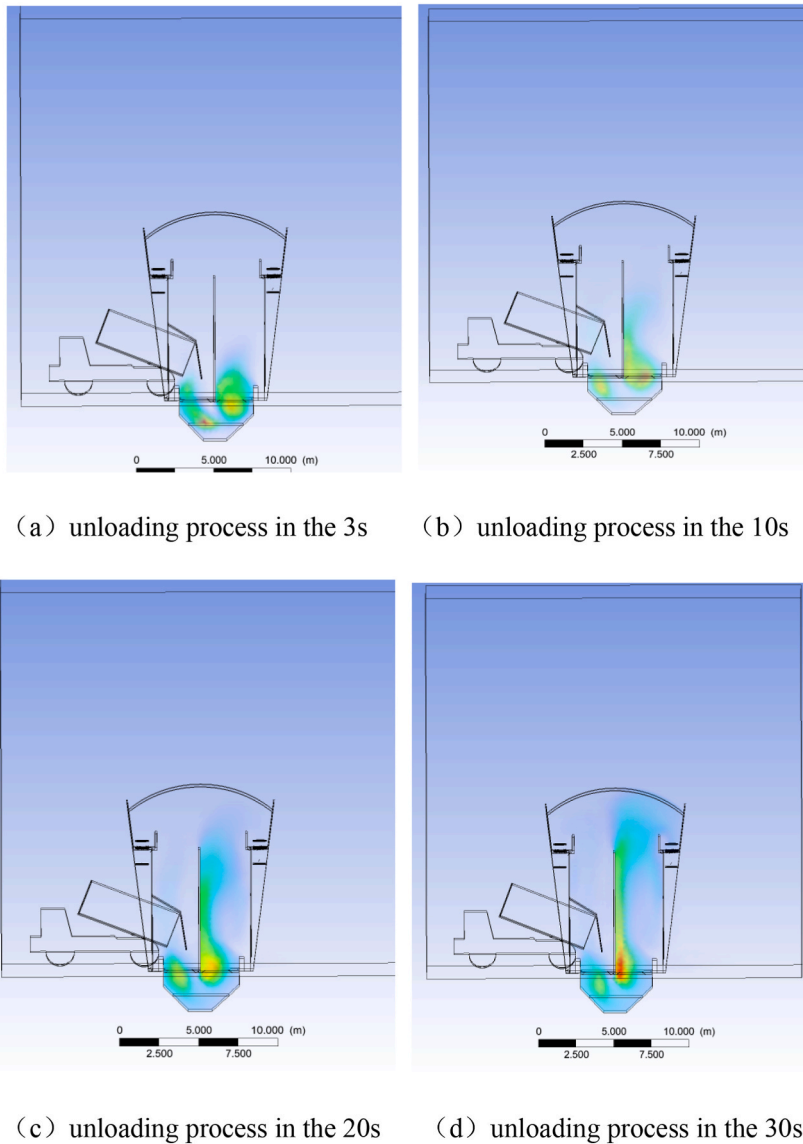 5.000 10.000 (m)
0
0 5.000 10.000 (m)
2.500 7.500
（a）unloading process in the 3s （b）unloading process in the 10s
0 5.000 10.000 (m)
2.500 7.500
0 5.000 10.000 (m)
2.500 7.500
（c）unloading process in the 20s （d）unloading process in the 30s